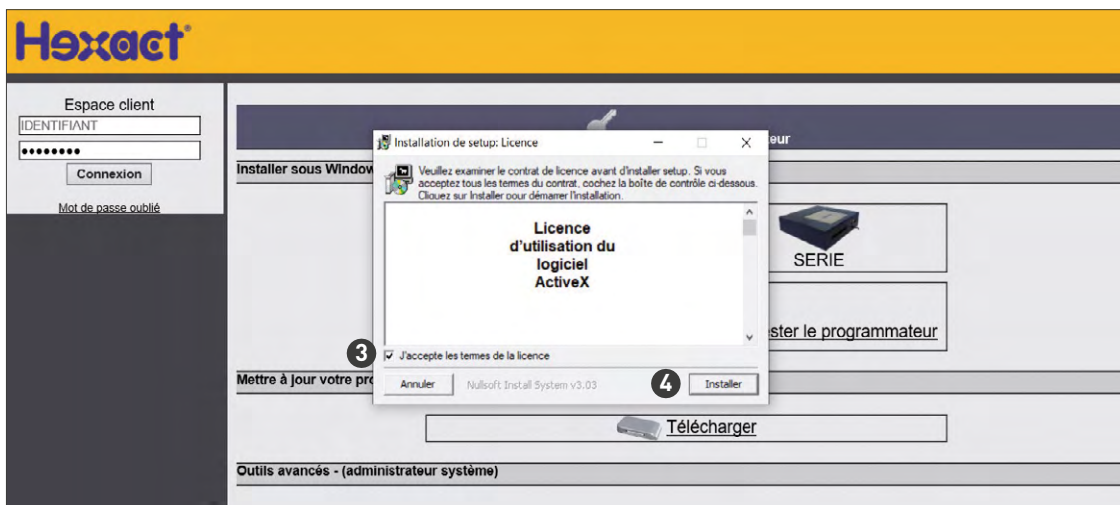 Hexact
Espace client
IDENTIFIANT
Connexion
Mot de passe oublié
eur
Installer sous Window
Installation de setup: Licence
Veuillez examiner le contrat de licence avant d'installer setup. Si vous
acceptez tous les termes du contrat, cochez la boîte de contrôle ci-dessous.
Cliquez sur Installer pour démarrer l'installation.
Licence
d'utilisation du
logiciel
ActiveX
3
J'accepte les termes de la licence
Annuler
Nullsoft Install System v3.03
4
Installer
SERIE
ster le programmateur
Mettre à jour votre pro
Télécharger
Outils avancés - (administrateur système)